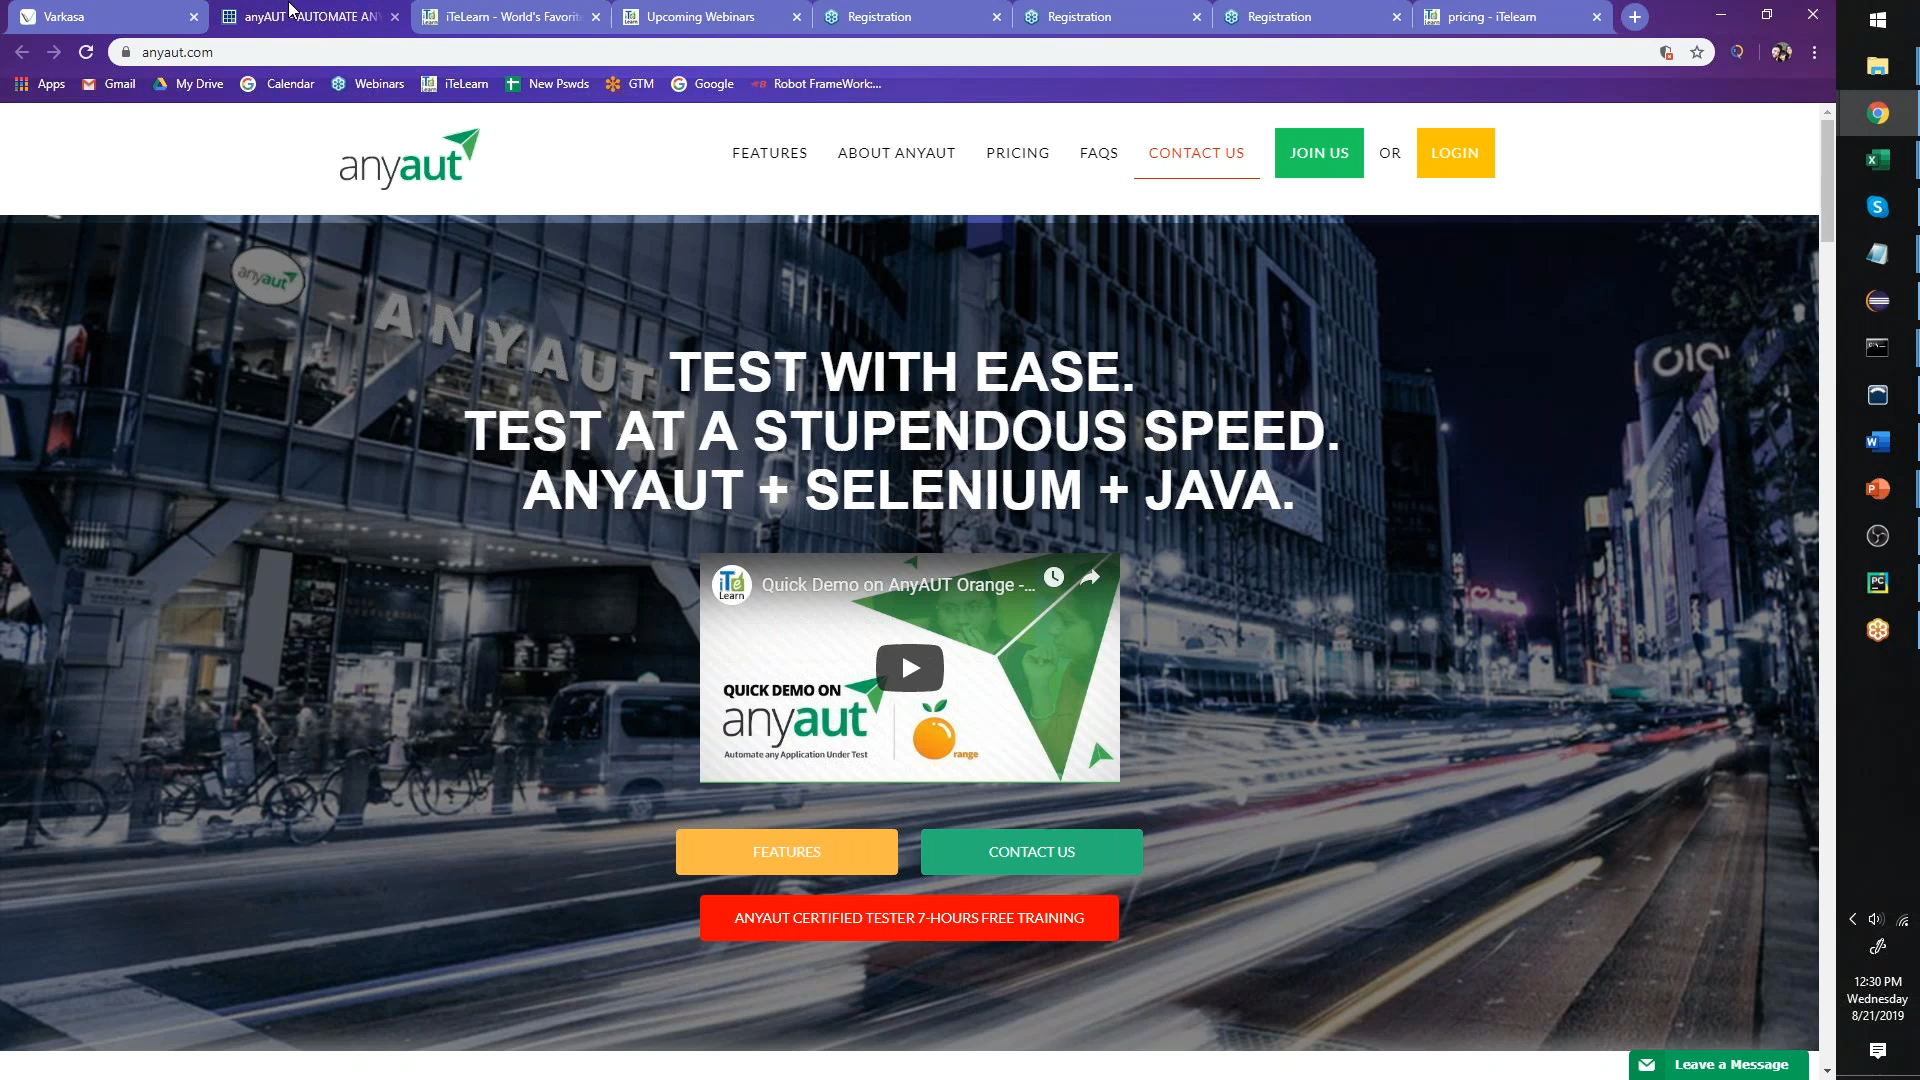 Varkasa
anyAUT - AUTOMATE AN
iTeLearn - World's Favorit
Upcoming Webinars
Registration
Registration
Registration
pricing - iTelearn
anyaut.com
Apps
Gmail
My Drive
Calendar
Webinars
iTeLearn
New Pswds
GTM
Google
Robot FrameWork:...
anyaut
FEATURES
ABOUT ANYAUT
PRICING
FAQS
CONTACT US
JOIN US
OR
LOGIN
anyaut
ANYAUT
OIOI
TEST WITH EASE.
TEST AT A STUPENDOUS SPEED.
ANYAUT + SELENIUM + JAVA.
iTe Learn
Quick Demo on AnyAUT Orange -...
QUICK DEMO ON
anyaut
Automate any Application Under Test
range
FEATURES
CONTACT US
ANYAUT CERTIFIED TESTER 7-HOURS FREE TRAINING
12:30 PM
Wednesday
8/21/2019
Leave a Message